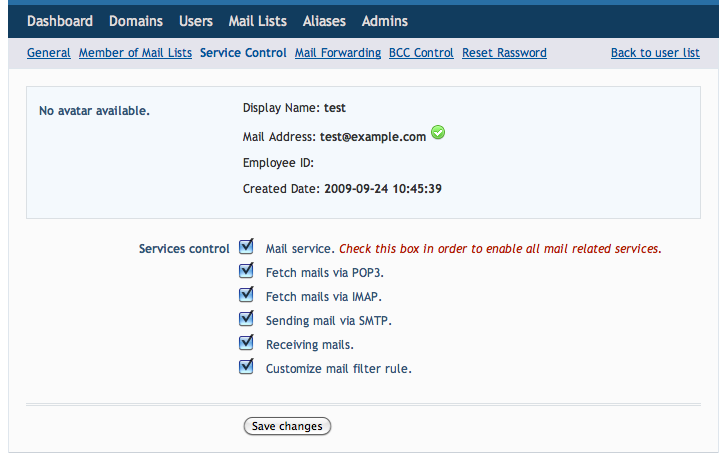 Dashboard Domains Users Mail Lists Aliases Admins
General Member of Mail Lists Service Control Mail Forwarding BCC Control Reset Rassword Back to user list
No avatar available.
Display Name: test
Mail Address: test@example.com
Employee ID:
Created Date: 2009-09-24 10:45:39
Services control Mail service. Check this box in order to enable all mail related services.
Fetch mails via POP3.
Fetch mails via IMAP.
Sending mail via SMTP.
Receiving mails.
Customize mail filter rule.
Save changes